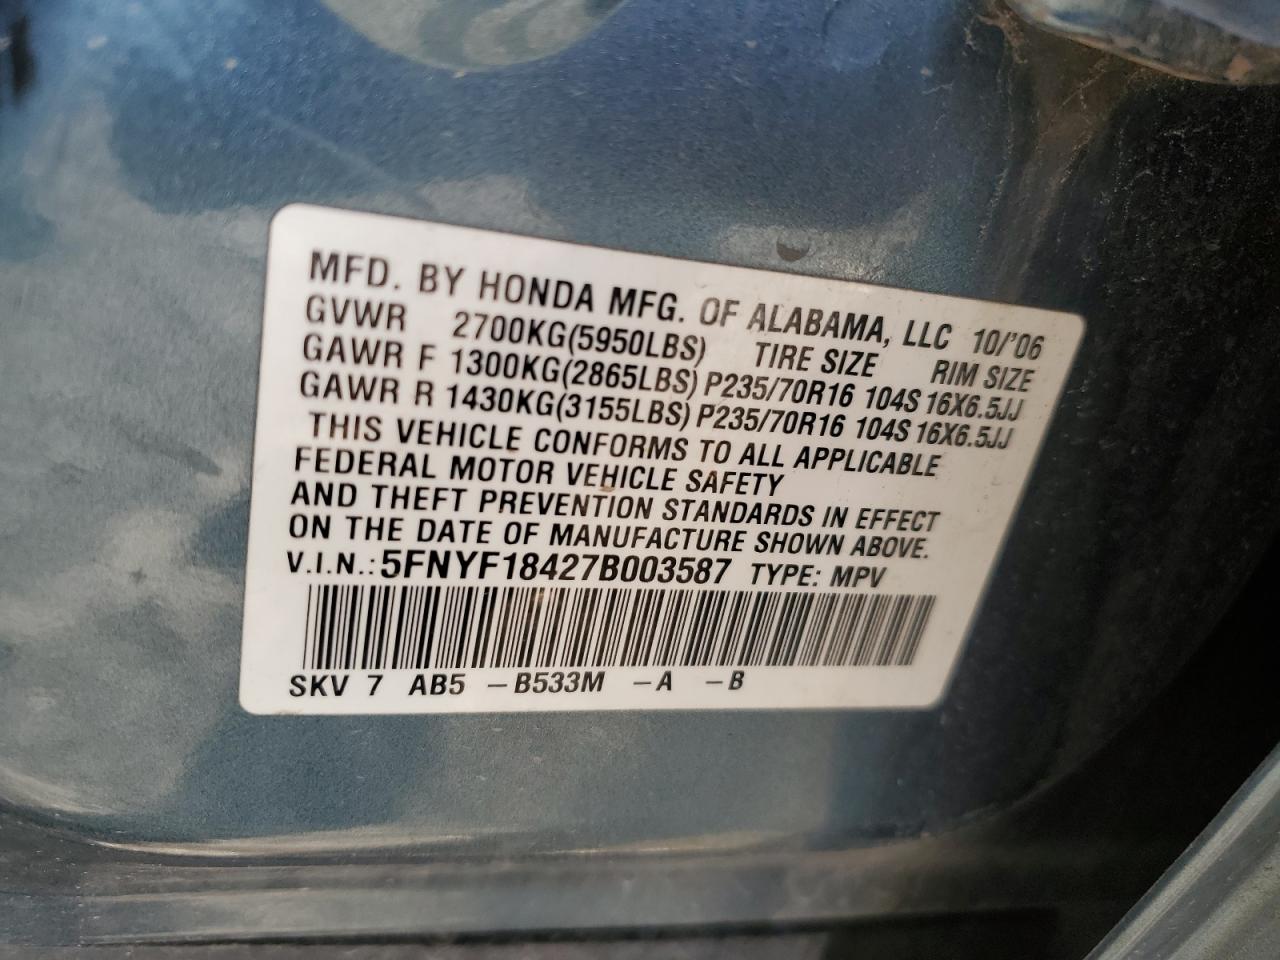 MFD. BY HONDA MFG. OF ALABAMA, LLC 10/'06
GVWR 2700KG(5950LBS) TIRE SIZE RIM SIZE
GAWR F 1300KG(2865LBS) P235/70R16 104S 16X6.5JJ
GAWR R 1430KG(3155LBS) P235/70R16 104S 16X6.5JJ
THIS VEHICLE CONFORMS TO ALL APPLICABLE
FEDERAL MOTOR VEHICLE SAFETY
AND THEFT PREVENTION STANDARDS IN EFFECT
ON THE DATE OF MANUFACTURE SHOWN ABOVE.
V.I.N.: 5FNYF18427B003587 TYPE: MPV
SKV 7 AB5 -B533M -A -B